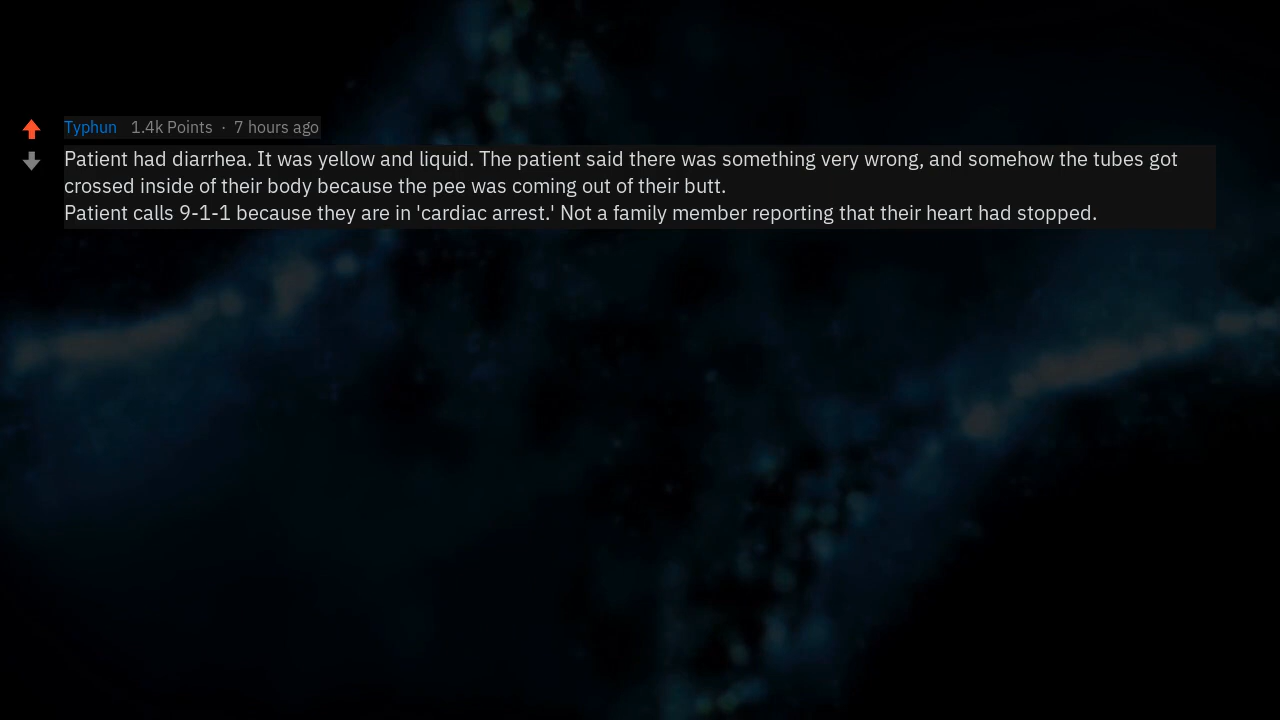 Typhun 1.4k Points · 7 hours ago
Patient had diarrhea. It was yellow and liquid. The patient said there was something very wrong, and somehow the tubes got
crossed inside of their body because the pee was coming out of their butt.
Patient calls 9-1-1 because they are in 'cardiac arrest.' Not a family member reporting that their heart had stopped.